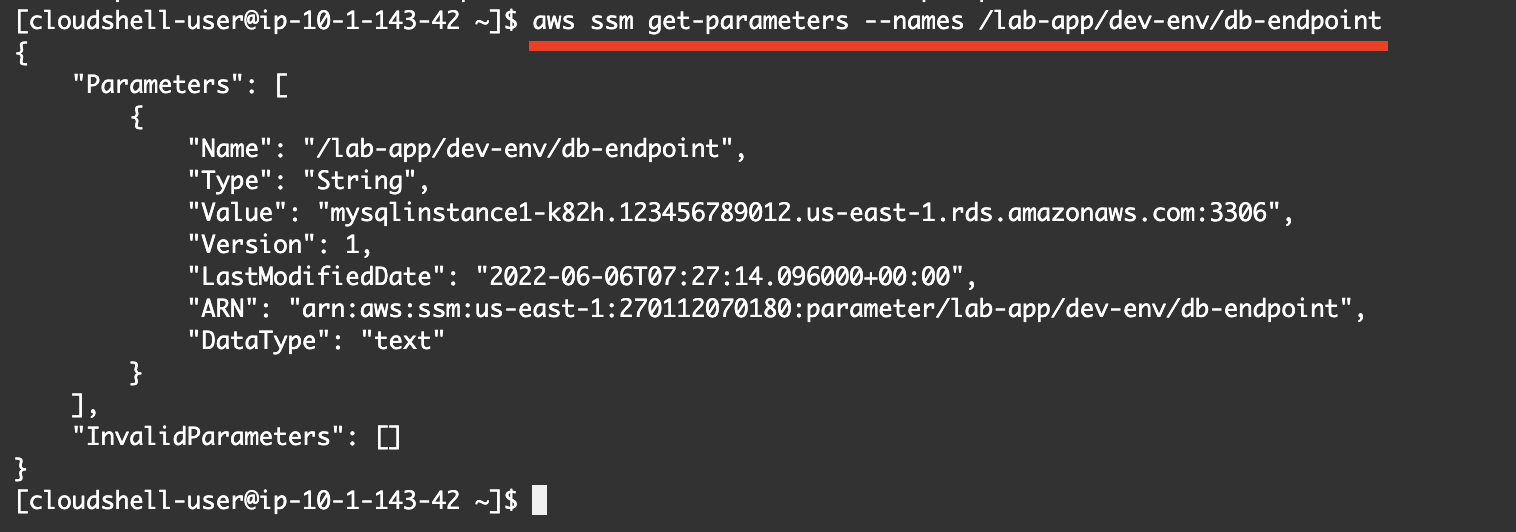 [cloudshell-user@ip-10-1-143-42 ~]$ aws ssm get-parameters --names /lab-app/dev-env/db-endpoint
{
    "Parameters": [
        {
            "Name": "/lab-app/dev-env/db-endpoint",
            "Type": "String",
            "Value": "mysqlinstance1-k82h.123456789012.us-east-1.rds.amazonaws.com:3306",
            "Version": 1,
            "LastModifiedDate": "2022-06-06T07:27:14.096000+00:00",
            "ARN": "arn:aws:ssm:us-east-1:270112070180:parameter/lab-app/dev-env/db-endpoint",
            "DataType": "text"
        }
    ],
    "InvalidParameters": []
}
[cloudshell-user@ip-10-1-143-42 ~]$